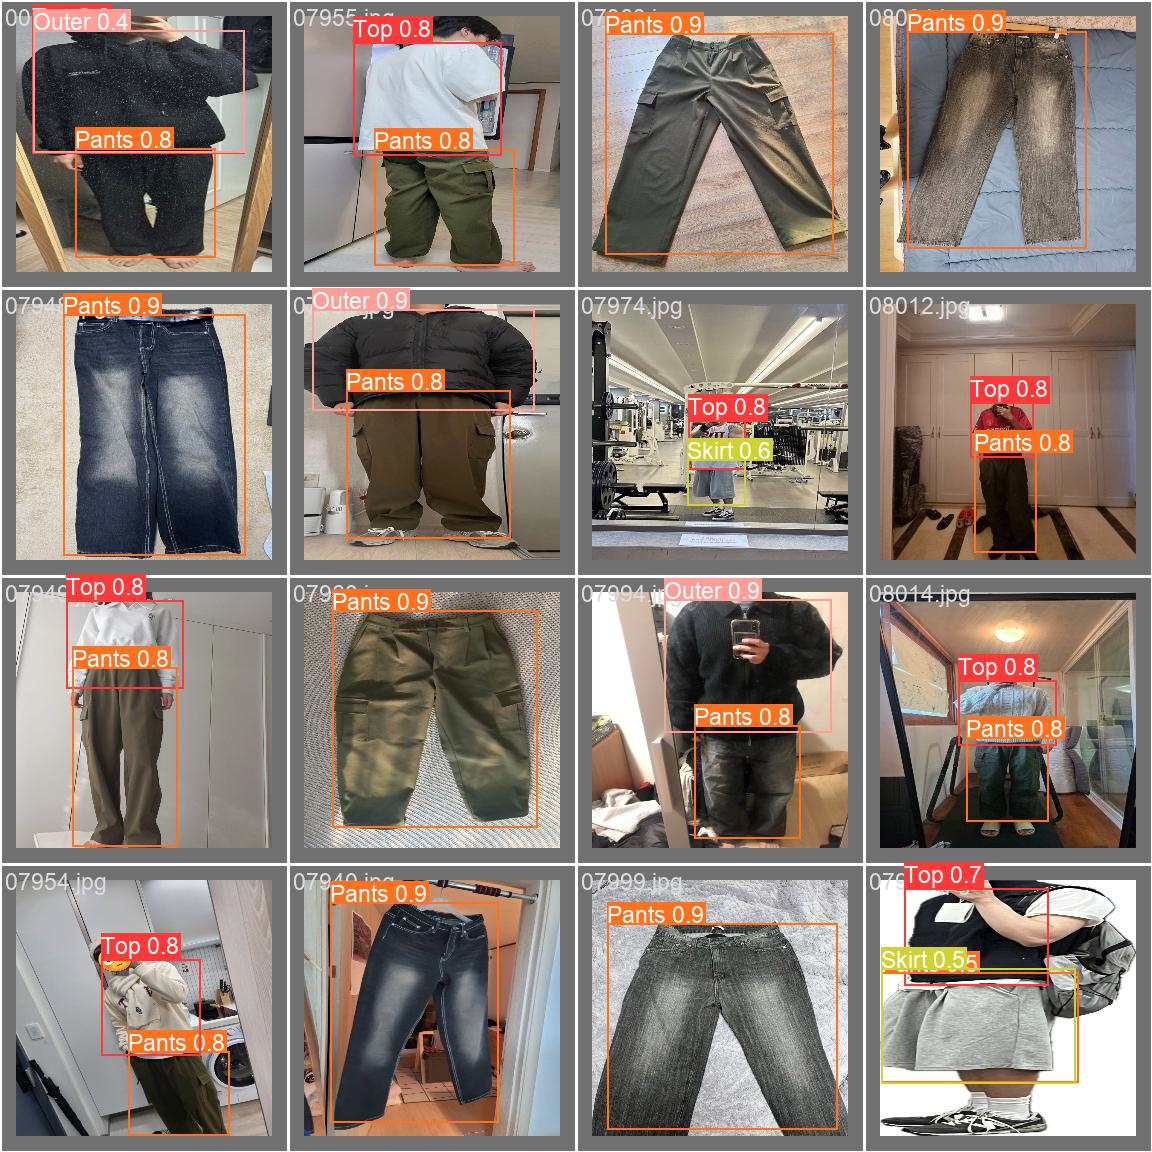 Outer 0.4
Pants 0.8
07955.jpg
Top 0.8
Pants 0.8
Pants 0.9
Pants 0.9
Pants 0.9
Outer 0.9
Pants 0.8
07974.jpg
Top 0.8
Skirt 0.6
08012.jpg
Top 0.8
Pants 0.8
Top 0.8
Pants 0.8
Pants 0.9
Outer 0.9
Pants 0.8
08014.jpg
Top 0.8
Pants 0.8
07954.jpg
Top 0.8
Pants 0.8
07940.jpg
Pants 0.9
07999.jpg
Pants 0.9
Top 0.7
Skirt 0.5